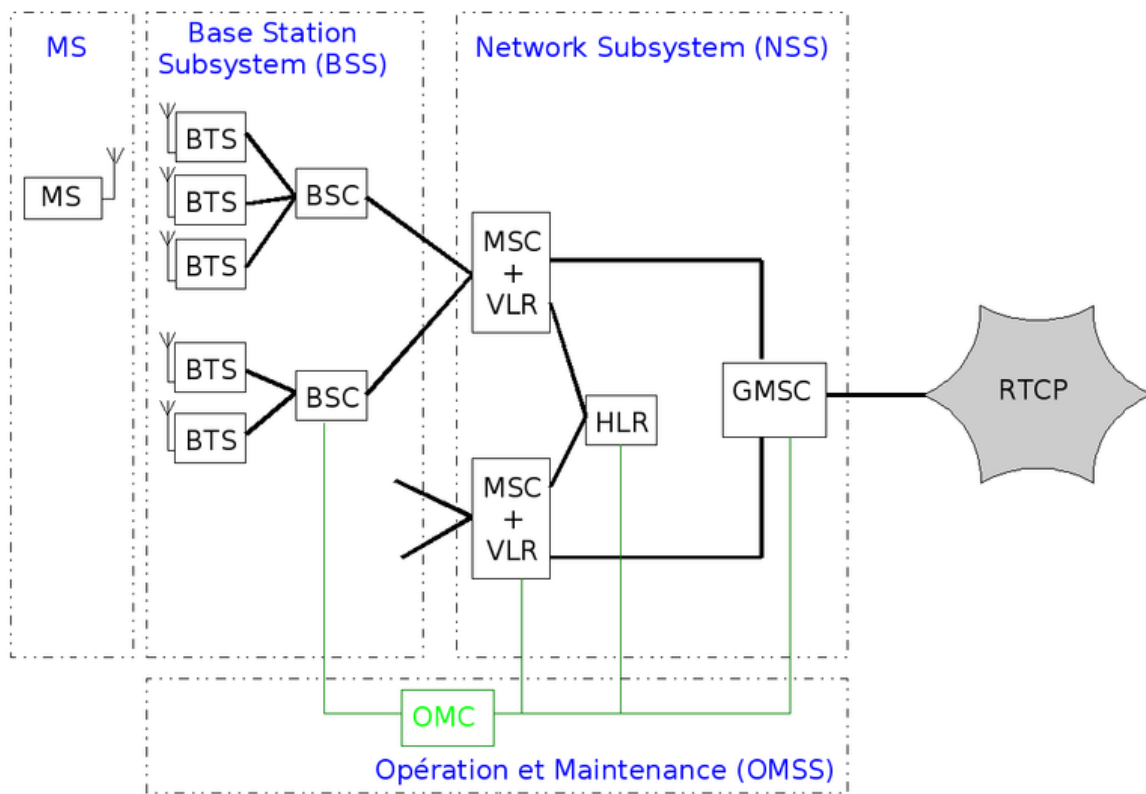 MS
Base Station
Subsystem (BSS)
Network Subsystem (NSS)
MS
BTS
BTS
BTS
BSC
BTS
BTS
BSC
MSC
+
VLR
HLR
MSC
+
VLR
GMSC
RTCP
OMC
Opération et Maintenance (OMSS)